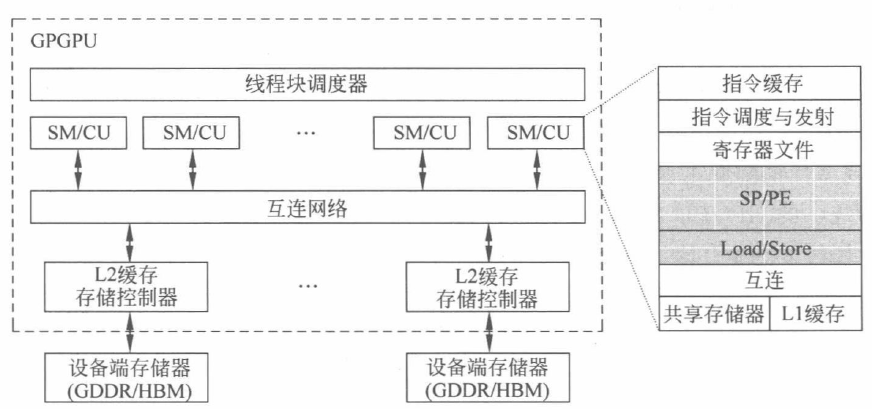 GPGPU
线程块调度器
SM/CU
SM/CU
…
SM/CU
SM/CU
互连网络
L2缓存
存储控制器
…
L2缓存
存储控制器
设备端存储器
(GDDR/HBM)
设备端存储器
(GDDR/HBM)
指令缓存
指令调度与发射
寄存器文件
SP/PE
Load/Store
互连
共享存储器
L1缓存